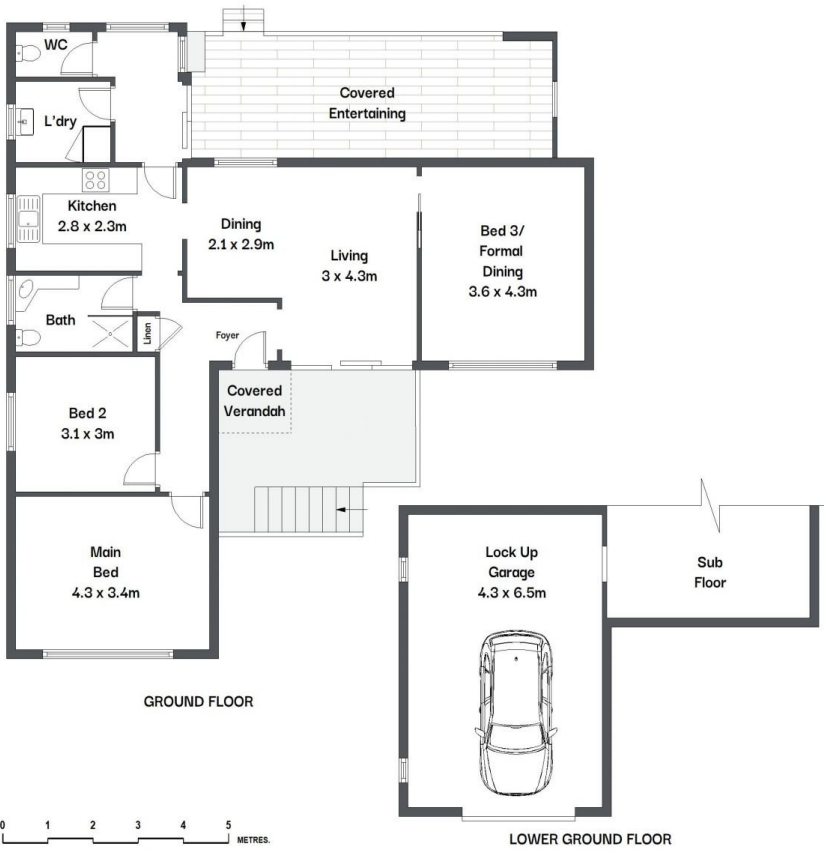 WC
L'dry
Covered
Entertaining
Kitchen
2.8 x 2.3m
Dining
2.1 x 2.9m
Living
3 x 4.3m
Bed 3/
Formal
Dining
3.6 x 4.3m
Bath
Linen
Foyer
Covered
Verandah
Bed 2
3.1 x 3m
Main
Bed
4.3 x 3.4m
Lock Up
Garage
4.3 x 6.5m
Sub
Floor
GROUND FLOOR
0 1 2 3 4 5 METRES.
LOWER GROUND FLOOR